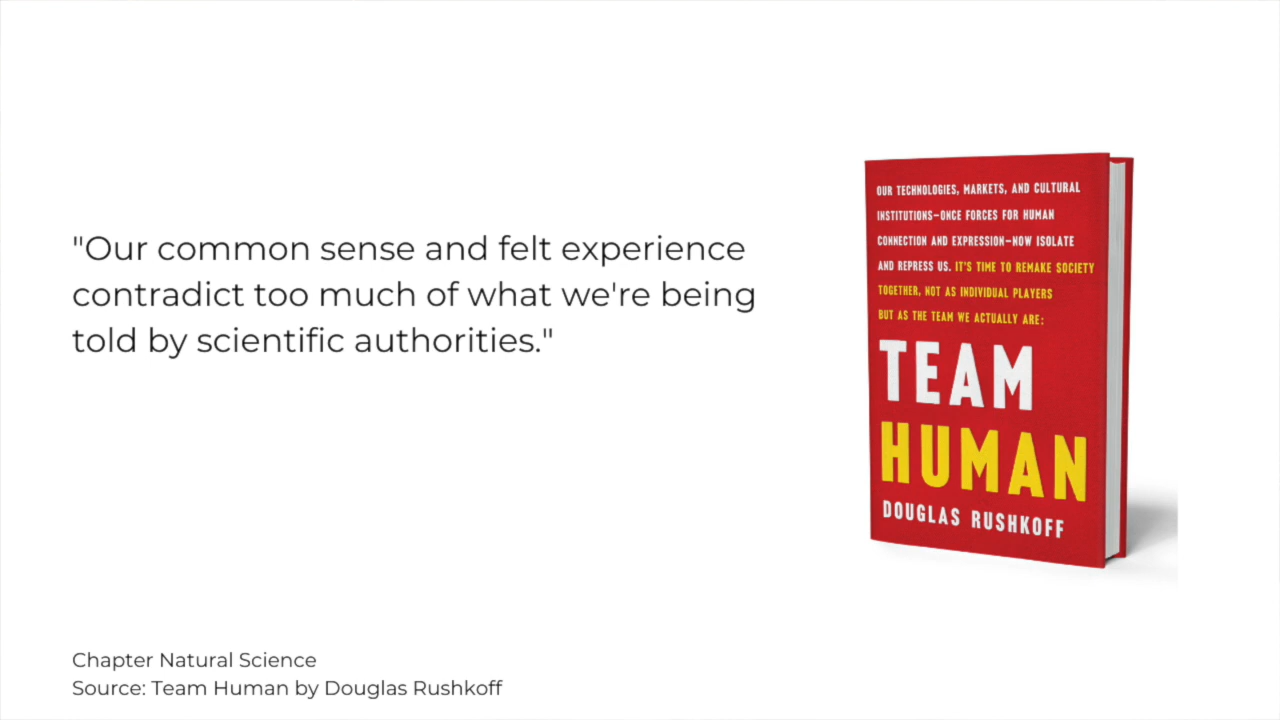 "Our common sense and felt experience
contradict too much of what we're being
told by scientific authorities."
OUR TECHNOLOGIES, MARKETS, AND CULTURAL
INSTITUTIONS—ONCE FORCES FOR HUMAN
CONNECTION AND EXPRESSION—NOW ISOLATE
AND REPRESS US. IT'S TIME TO REMAKE SOCIETY
TOGETHER, NOT AS INDIVIDUAL PLAYERS
BUT AS THE TEAM WE ACTUALLY ARE:
TEAM
HUMAN
DOUGLAS RUSHKOFF
Chapter Natural Science
Source: Team Human by Douglas Rushkoff